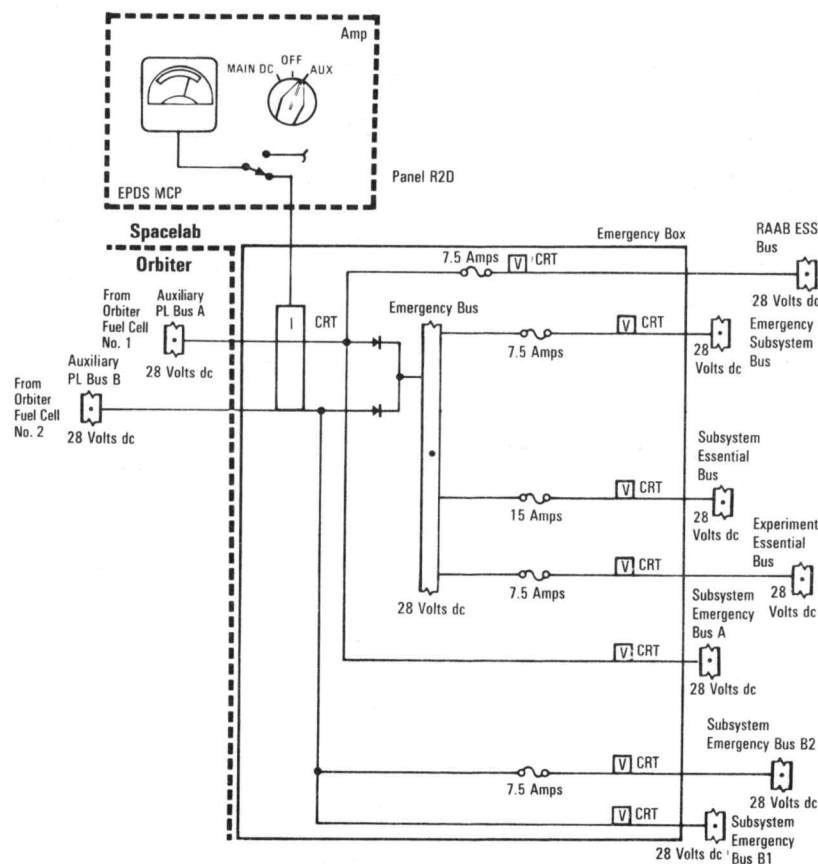 Amp
MAIN DC
OFF
AUX
EPDS MCP
Panel R2D
Spacelab
Orbiter
Emergency Box
RAAB ESS
Bus
28 Volts dc
7.5 Amps
V CRT
From
Orbiter
Fuel Cell
No. 1
Auxiliary
PL Bus A
28 Volts dc
I CRT
Emergency Bus
28 Volts dc
7.5 Amps
V CRT
28
Volts dc
Emergency
Subsystem
Bus
From
Orbiter
Fuel Cell
No. 2
Auxiliary
PL Bus B
28 Volts dc
15 Amps
V CRT
Subsystem
Essential
Bus
28
Volts dc
7.5 Amps
V CRT
Experiment
Essential
Bus
28
Volts dc
V CRT
Subsystem
Emergency
Bus A
28 Volts dc
7.5 Amps
V CRT
Subsystem
Emergency Bus B2
28 Volts dc
V CRT
28 Volts dc
Subsystem
Emergency
Bus B1